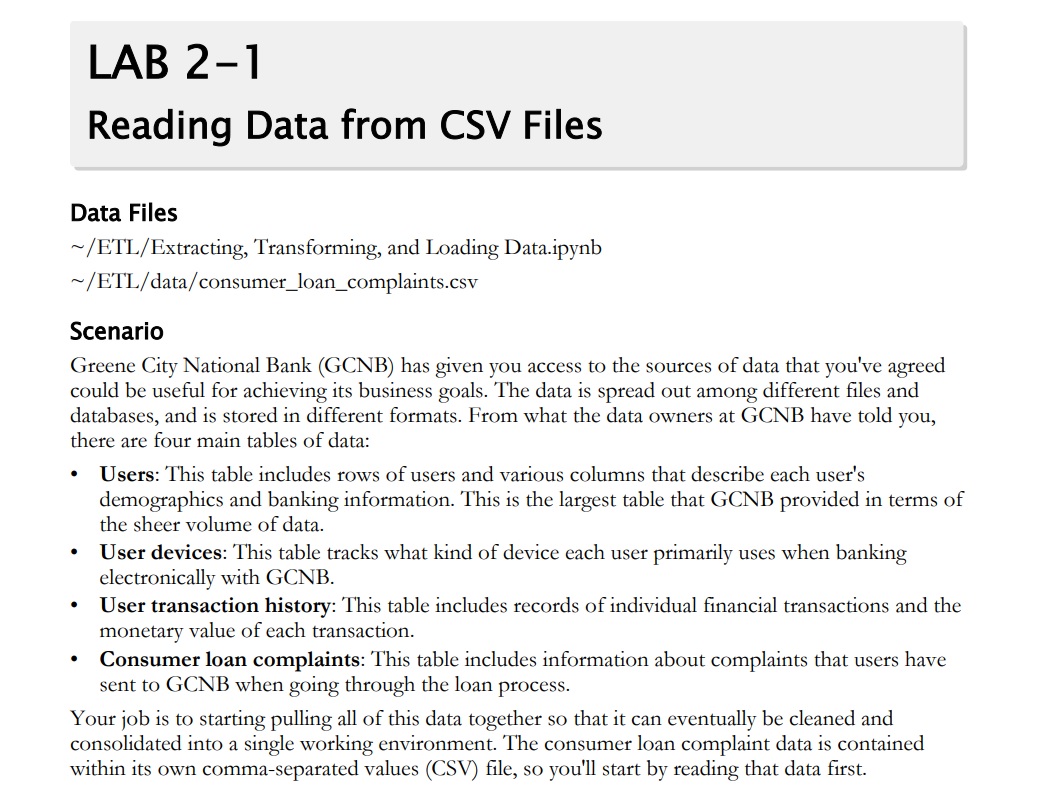 LAB 2-1
Reading Data from CSV Files
Data Files
~/ETL/Extracting, Transforming, and Loading Data.ipynb
~/ETL/data/consumer_loan_complaints.csv
Scenario
Greene City National Bank (GCNB) has given you access to the sources of data that you've agreed
could be useful for achieving its business goals. The data is spread out among different files and
databases, and is stored in different formats. From what the data owners at GCNB have told you,
there are four main tables of data:
• Users: This table includes rows of users and various columns that describe each user's
demographics and banking information. This is the largest table that GCNB provided in terms of
the sheer volume of data.
• User devices: This table tracks what kind of device each user primarily uses when banking
electronically with GCNB.
• User transaction history: This table includes records of individual financial transactions and the
monetary value of each transaction.
• Consumer loan complaints: This table includes information about complaints that users have
sent to GCNB when going through the loan process.
Your job is to starting pulling all of this data together so that it can eventually be cleaned and
consolidated into a single working environment. The consumer loan complaint data is contained
within its own comma-separated values (CSV) file, so you'll start by reading that data first.